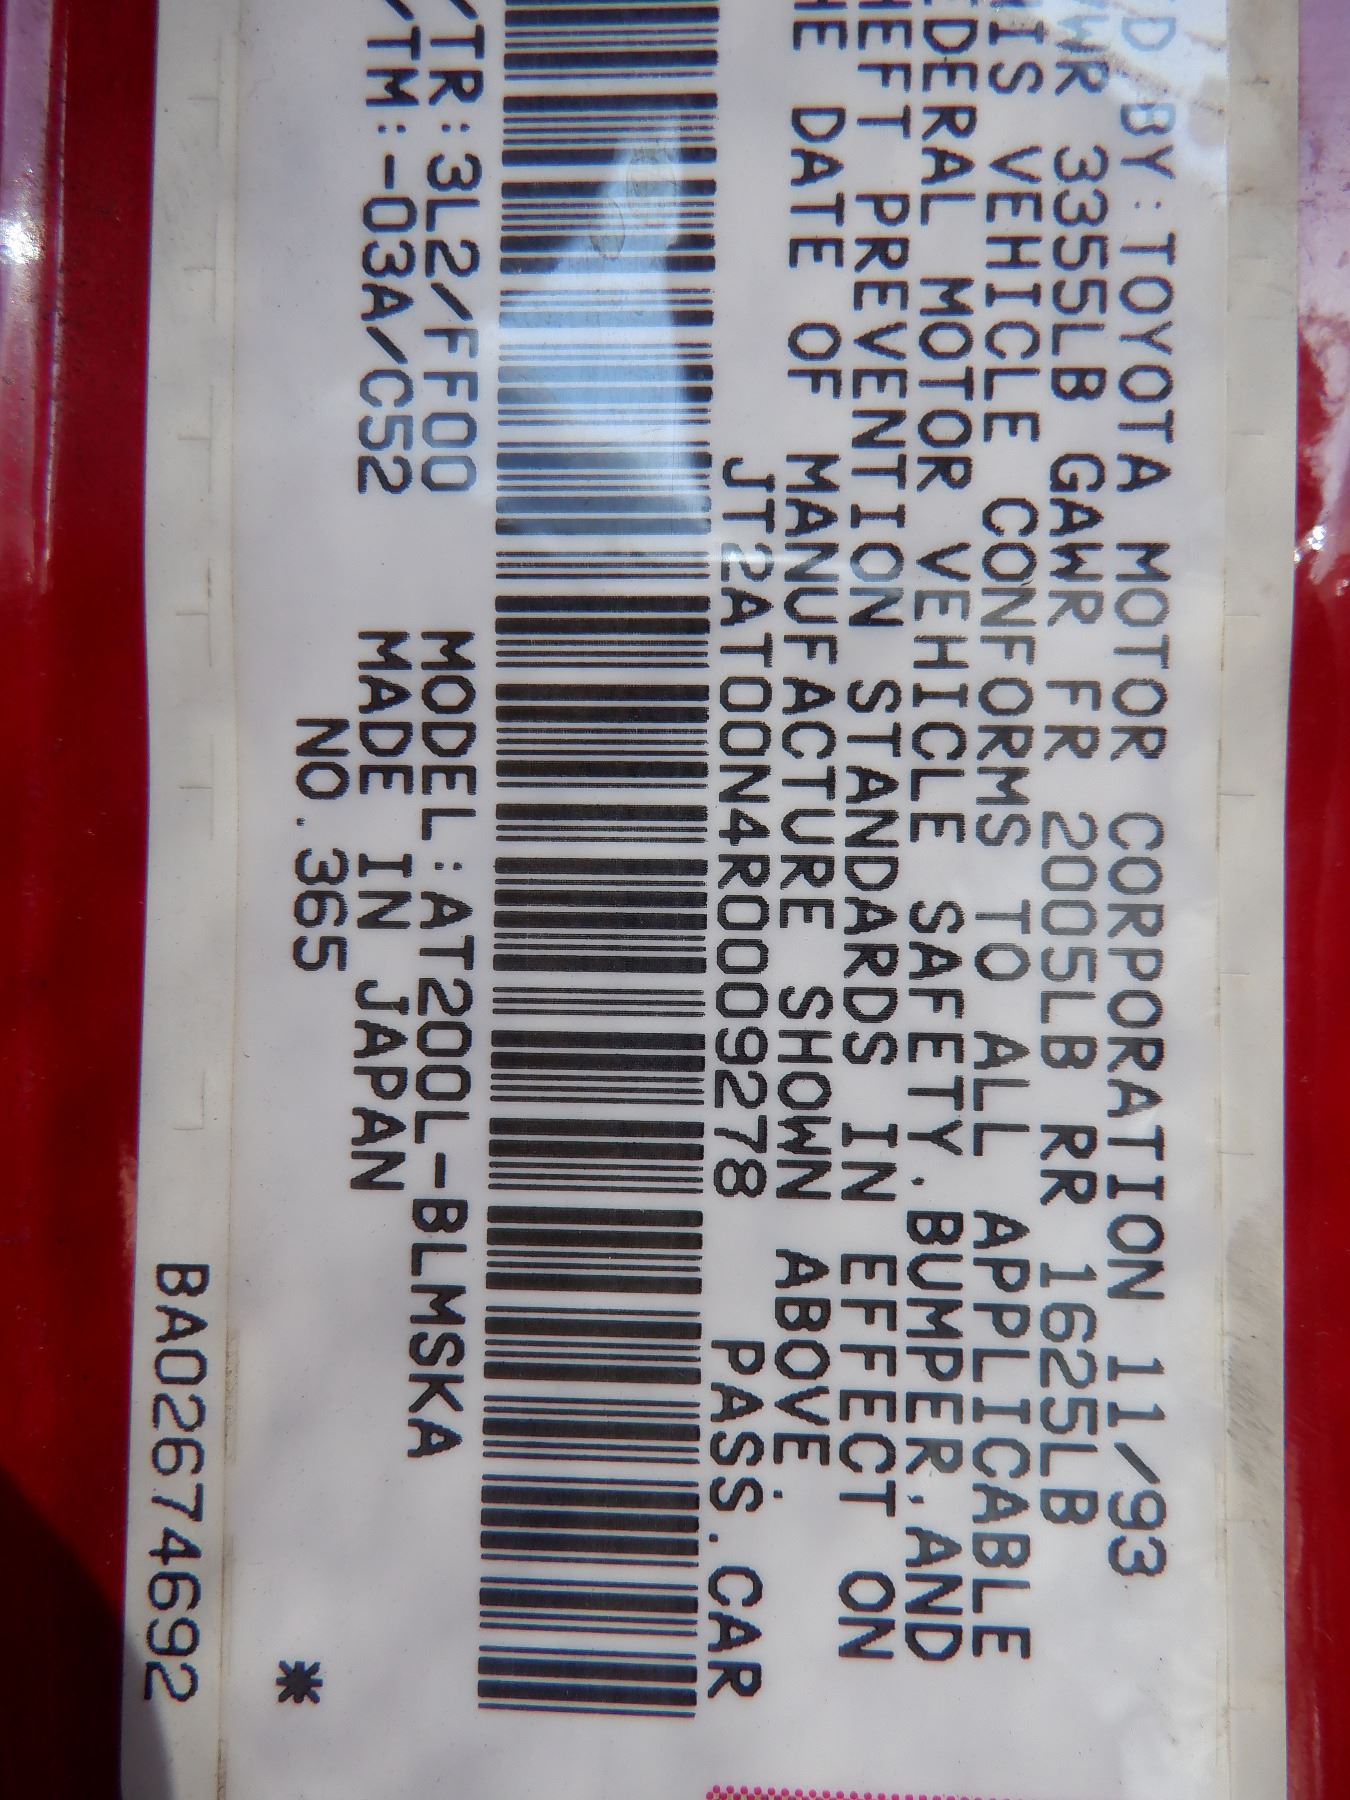 D BY:TOYOTA MOTOR CORPORATION 11/93
WR 3355LB GAWR FR 2005LB RR 1625LB
IS VEHICLE CONFORMS TO ALL APPLICABLE
EDERAL MOTOR VEHICLE SAFETY.BUMPER,AND
HEFT PREVENTION STANDARDS IN EFFECT ON
HE DATE OF MANUFACTURE SHOWN ABOVE.
JT2AT00N4R0009278 PASS.CAR
/TR:3L2/FF00 MODEL:AT200L-BLMSKA
/TM:-03A/C52 MADE IN JAPAN
NO.365
*
BA02674692